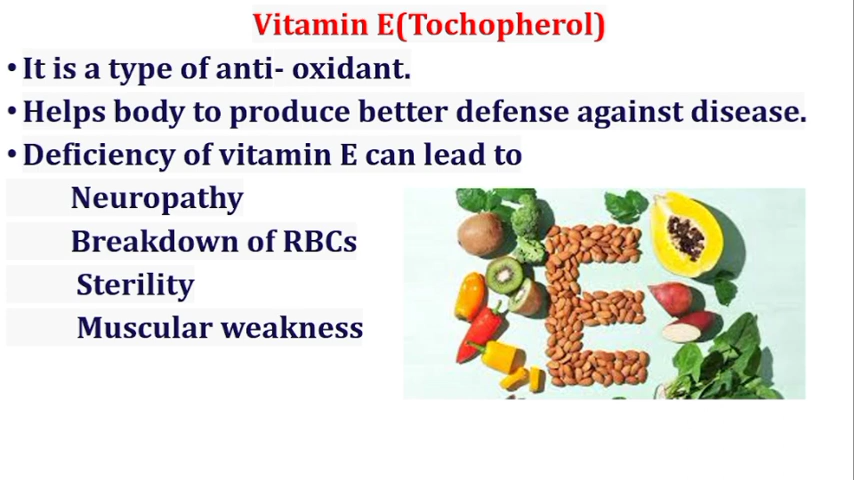 Vitamin E(Tochopherol)
• It is a type of anti- oxidant.
• Helps body to produce better defense against disease.
• Deficiency of vitamin E can lead to
Neuropathy
Breakdown of RBCs
Sterility
Muscular weakness
E